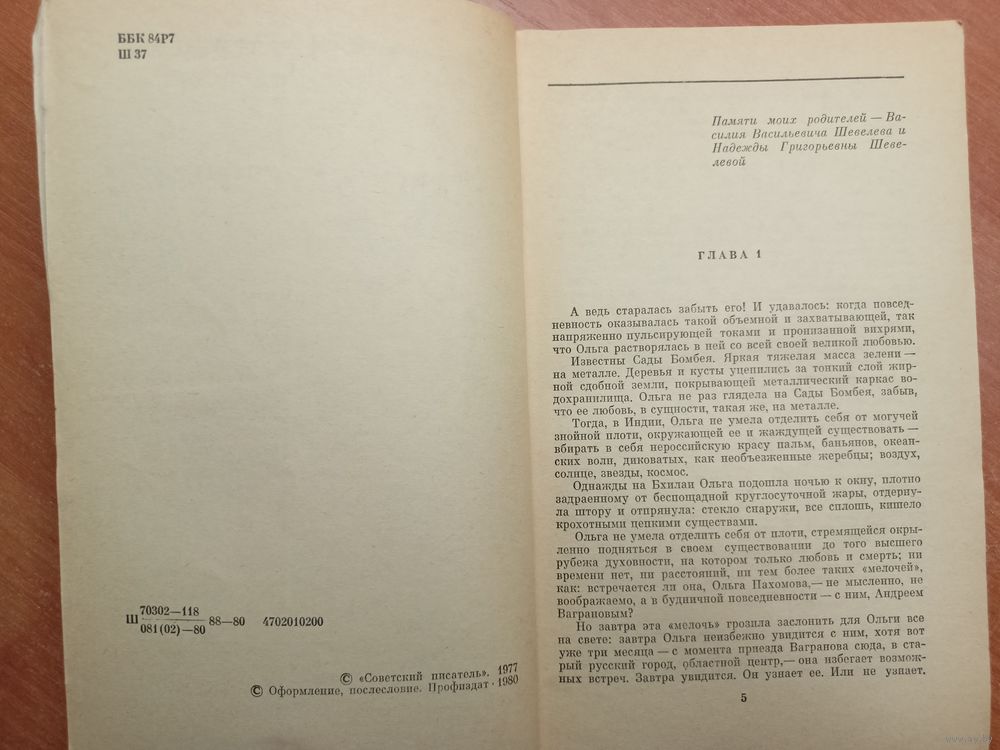 ББК 84Р7
Ш 37
Ш 70302—118 88—80 4702010200
081(02)—80
© «Советский писатель». 1977
© Оформление, послесловие. Профиздат. 1980
Памяти моих родителей — Ва-
силия Васильевича Шевелева и
Надежды Григорьевны Шеве-
левой
ГЛАВА 1
А ведь старалась забыть его! И удавалось: когда повсед-
невность оказывалась такой объемной и захватывающей, так
напряженно пульсирующей токами и пронизанной вихрями,
что Ольга растворялась в ней со всей своей великой любовью.
Известны Сады Бомбея. Яркая тяжелая масса зелени —
на металле. Деревья и кусты уцепились за тонкий слой жир-
ной сдобной земли, покрывающей металлический каркас во-
дохранилища. Ольга не раз глядела на Сады Бомбея, забыв,
что ее любовь, в сущности, такая же, на металле.
Тогда, в Индии, Ольга не умела отделить себя от могучей
знойной плоти, окружающей ее и жаждущей существовать —
вбирать в себя нероссийскую красу пальм, баньянов, океан-
ских волн, диковатых, как необъезженные жеребцы; воздух,
солнце, звезды, космос.
Однажды на Бхилаи Ольга подошла ночью к окну, плотно
задраенному от беспощадной круглосуточной жары, отдерну-
ла штору и отпрянула: стекло снаружи, все сплошь, кишело
крохотными цепкими существами.
Ольга не умела отделить себя от плоти, стремящейся окры-
ленно подняться в своем существовании до того высшего
рубежа духовности, на котором только любовь и смерть; ни
времени нет, ни расстояний, ни тем более таких «мелочей»,
как: встречается ли она, Ольга Пахомова,— не мысленно, не
воображаемо, а в будничной повседневности — с ним, Андреем
Ваграновым?
Но завтра эта «мелочь» грозила заслонить для Ольги все
на свете: завтра Ольга неизбежно увидится с ним, хотя вот
уже три месяца — с момента приезда Вагранова сюда, в ста-
рый русский город, областной центр,— она избегает возмож-
ных встреч. Завтра увидится. Он узнает ее. Или не узнает.
5